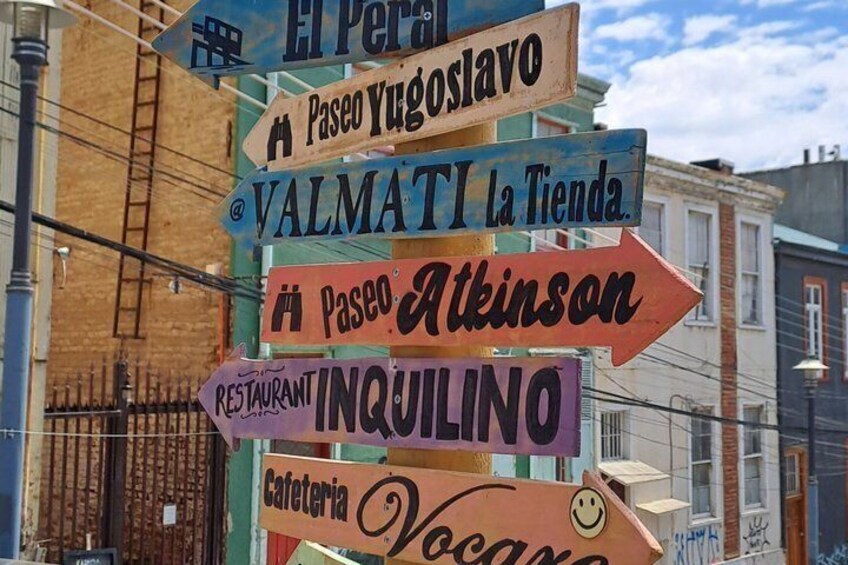 El Peral
Paseo Yugoslavo
@VALMATI La Tienda.
Paseo Atkinson
RESTAURANT INQUILINO
Cafeteria